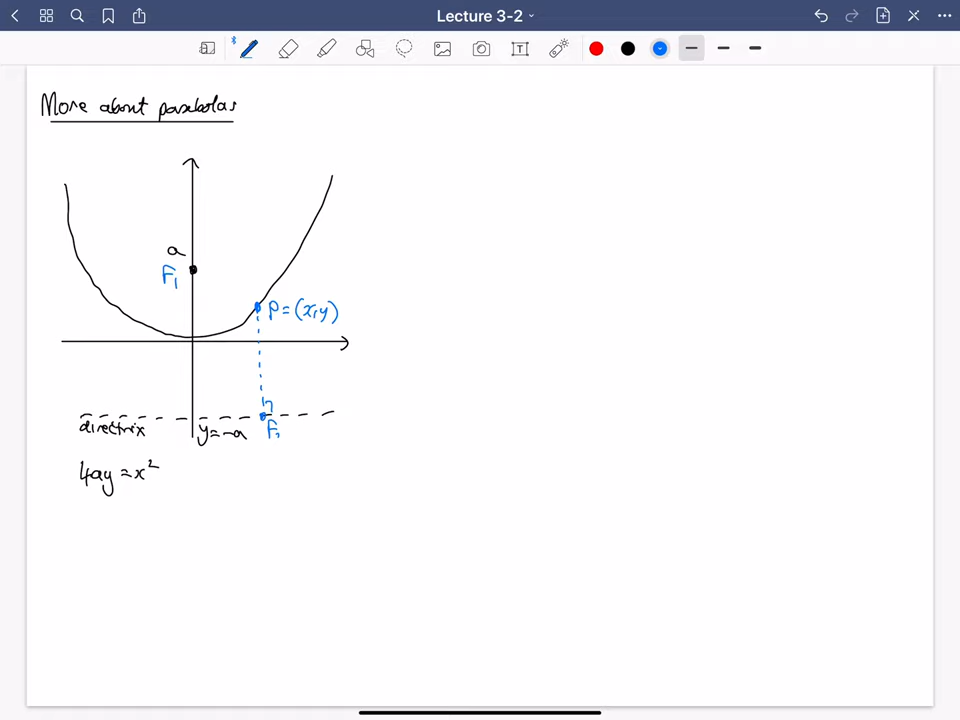 Lecture 3-2
More about parabolas
a
F₁
P=(x,y)
directrix
y=-a
F₂
4ay=x²